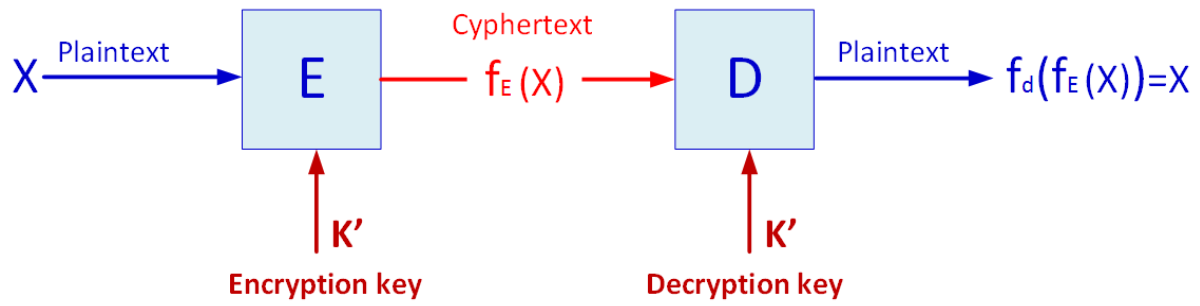 X
Plaintext
E
Cyphertext
f_E (X)
D
Plaintext
f_d(f_E (X))=X
K’
Encryption key
K’
Decryption key